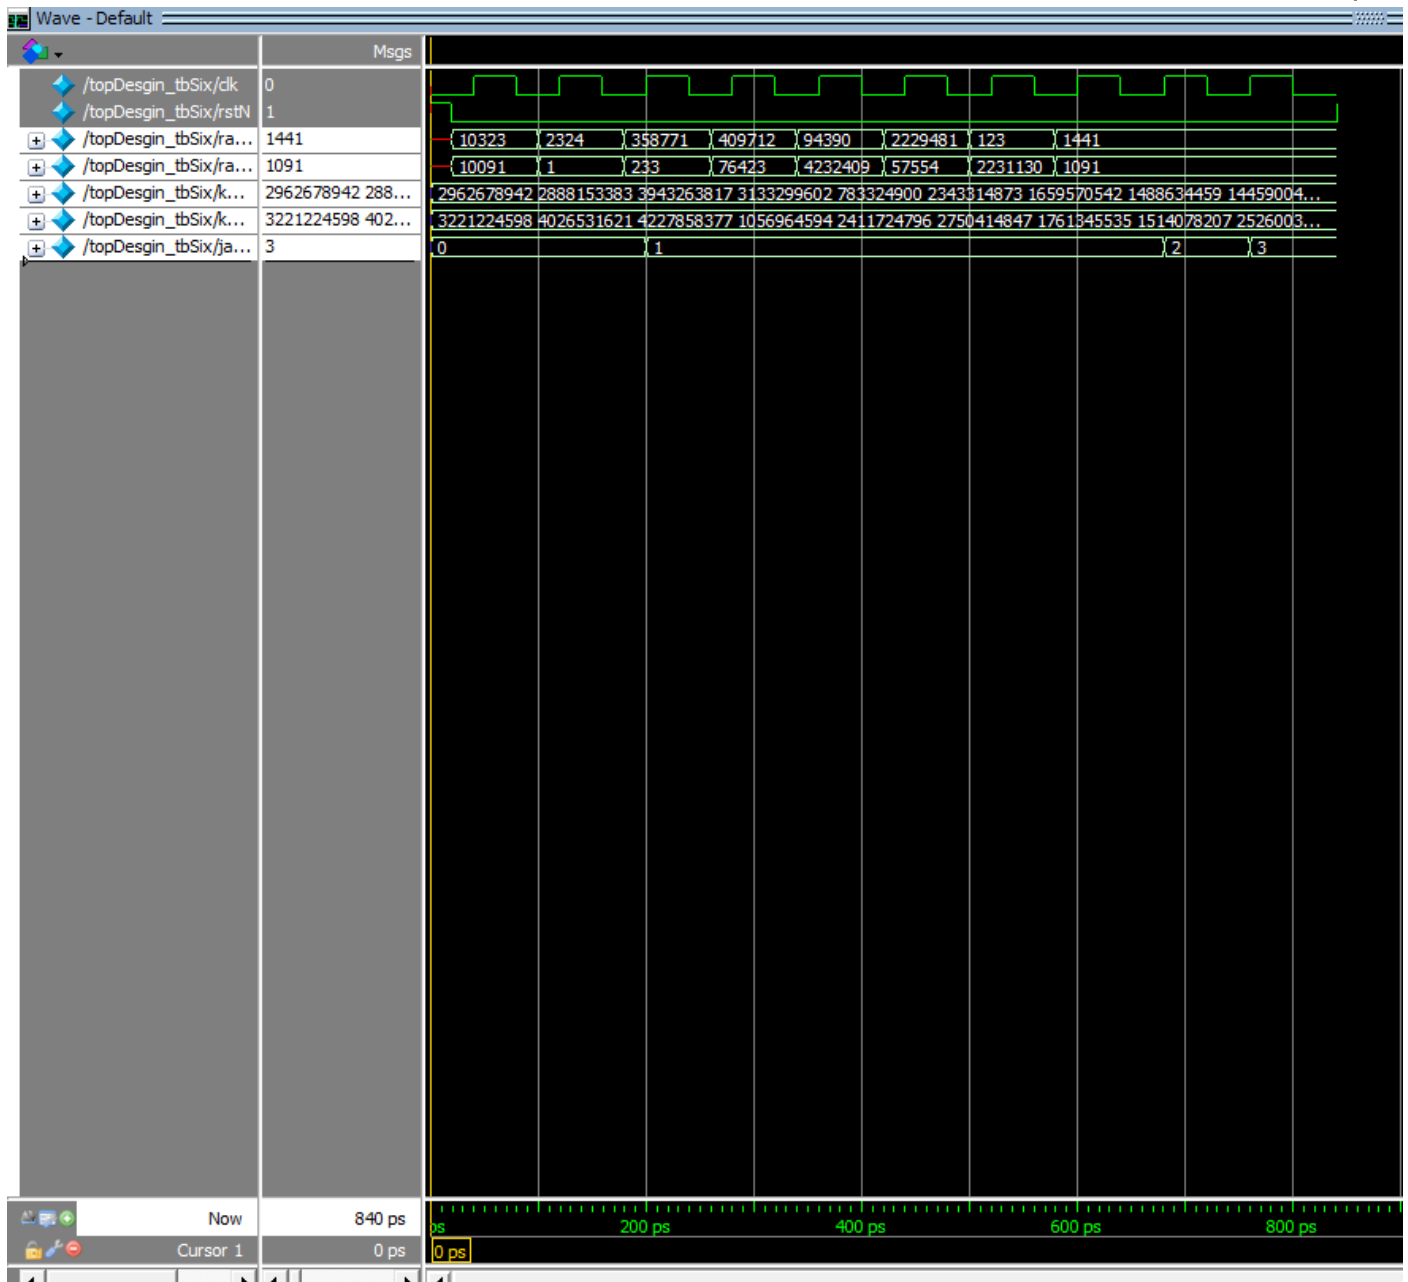 Wave - Default
Msgs
/topDesgin_tbSix/clk 0
/topDesgin_tbSix/rstN 1
/topDesgin_tbSix/ra... 1441 10323 2324 358771 409712 94390 2229481 123 1441
/topDesgin_tbSix/ra... 1091 10091 1 233 76423 4232409 57554 2231130 1091
/topDesgin_tbSix/k... 2962678942 288... 2962678942 2888153383 3943263817 3133299602 783324900 2343314873 1659570542 1488634459 14459004...
/topDesgin_tbSix/k... 3221224598 402... 3221224598 4026531621 4227858377 1056964594 2411724796 2750414847 1761345535 1514078207 2526003...
/topDesgin_tbSix/ja... 3 0 1 2 3
Now 840 ps ps 200 ps 400 ps 600 ps 800 ps
Cursor 1 0 ps 0 ps